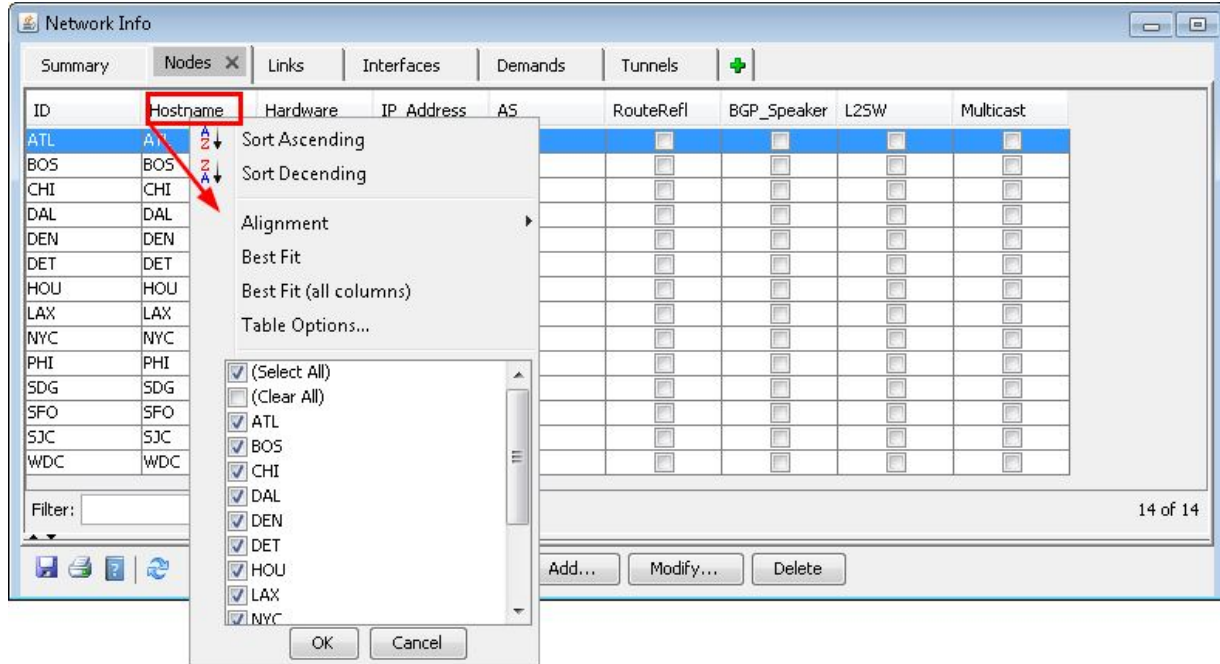 Network Info
Summary Nodes Links Interfaces Demands Tunnels
ID Hostname Hardware IP_Address AS RouteRefl BGP_Speaker L2SW Multicast
ATL ATL
BOS BOS
CHI CHI
DAL DAL
DEN DEN
DET DET
HOU HOU
LAX LAX
NYC NYC
PHI PHI
SDG SDG
SFO SFO
SJC SJC
WDC WDC
A Z Sort Ascending
Z A Sort Decending
Alignment
Best Fit
Best Fit (all columns)
Table Options...
(Select All)
(Clear All)
ATL
BOS
CHI
DAL
DEN
DET
HOU
LAX
NYC
OK Cancel
Filter: 14 of 14
Add... Modify... Delete